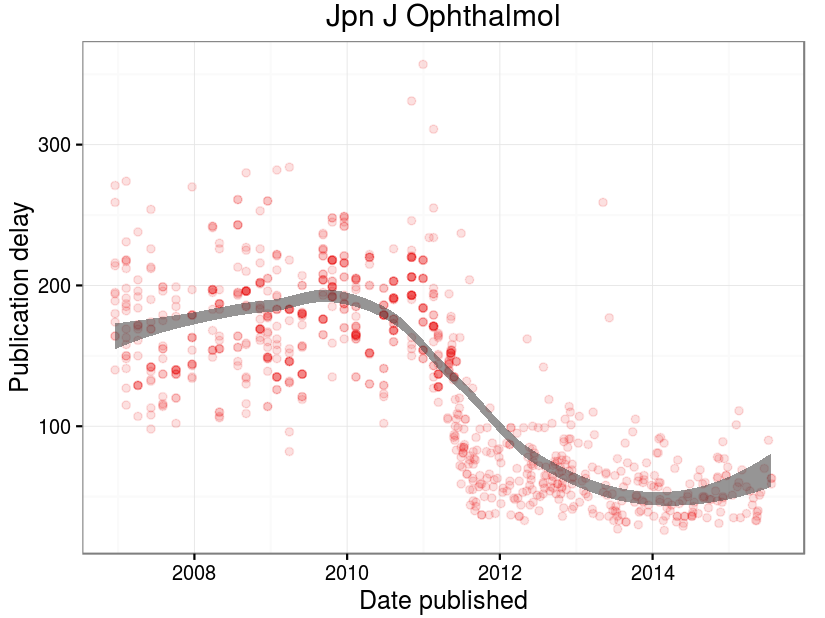 Jpn J Ophthalmol
Publication delay
300
200
100
2008 2010 2012 2014
Date published